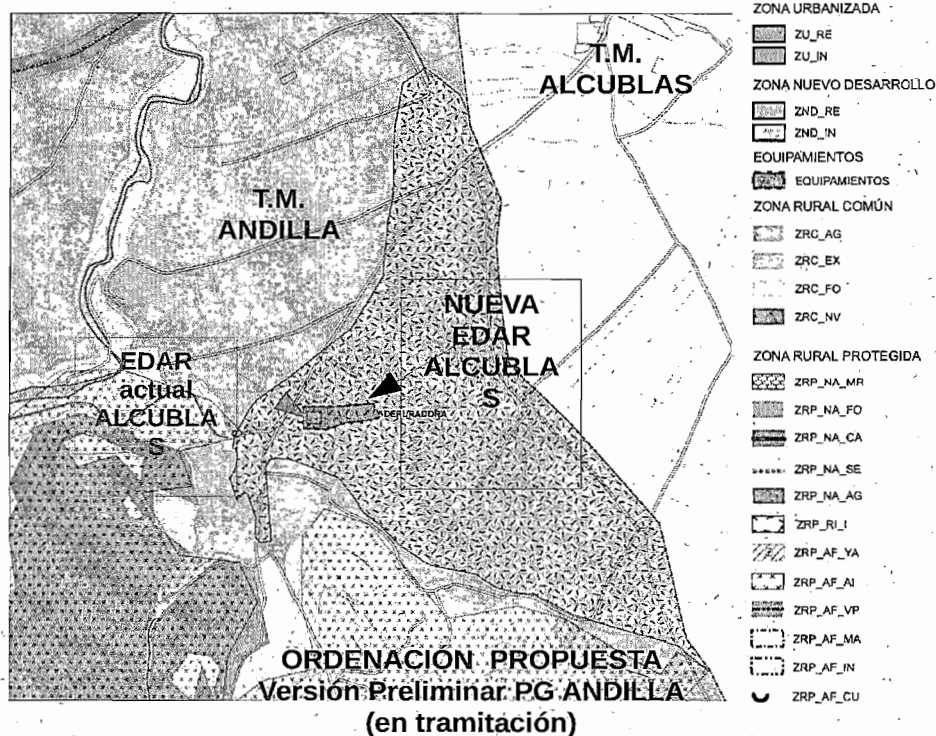 T.M.
ALCUBLAS
T.M.
ANDILLA
NUEVA
EDAR
ALCUBLA
S
EDAR
actual
ALCUBLA
S
DEPURADORA
ORDENACIÓN PROPUESTA
Versión Preliminar PG ANDILLA
(en tramitación)
ZONA URBANIZADA
ZU_RE
ZU_IN
ZONA NUEVO DESARROLLO
ZND_RE
ZND_IN
EQUIPAMIENTOS
EQUIPAMIENTOS
ZONA RURAL COMÚN
ZRC_AG
ZRC_EX
ZRC_FO
ZRC_NV
ZONA RURAL PROTEGIDA
ZRP_NA_MR
ZRP_NA_FO
ZRP_NA_CA
ZRP_NA_SE
ZRP_NA_AG
ZRP_RI_I
ZRP_AF_YA
ZRP_AF_AI
ZRP_AF_VP
ZRP_AF_MA
ZRP_AF_IN
ZRP_AF_CU